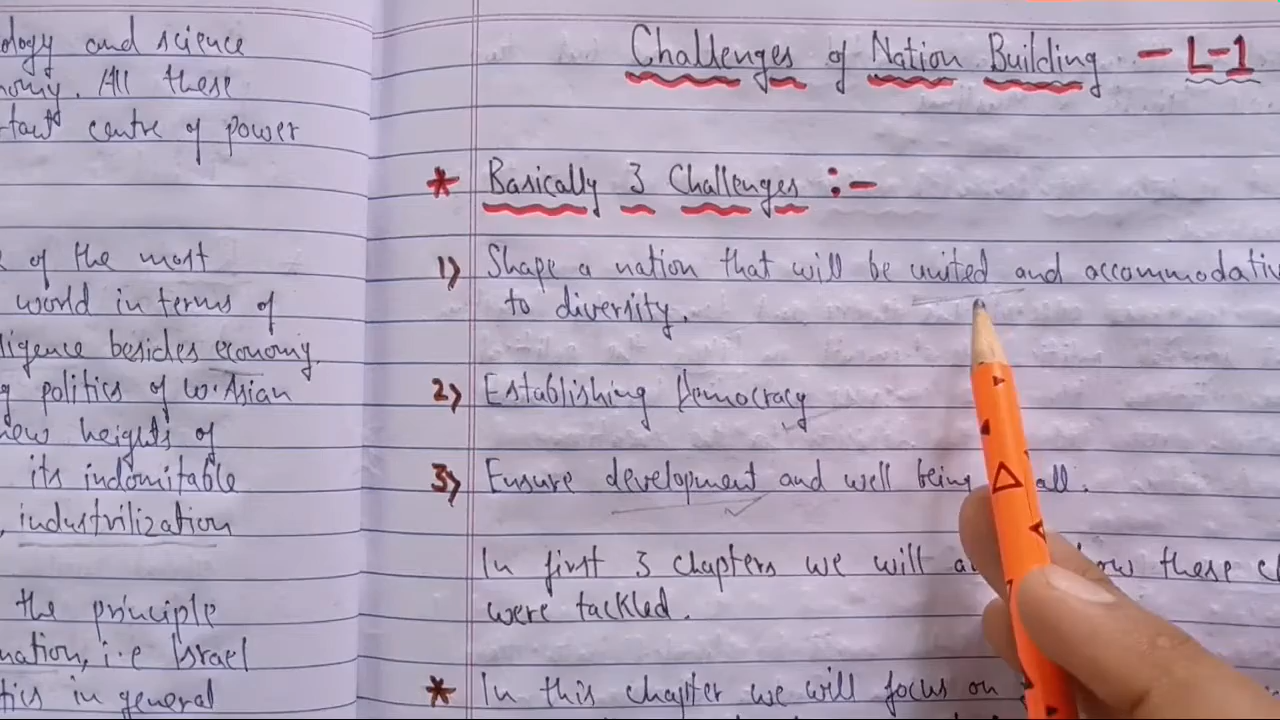 ology and science
nomy. All these
rtant centre of power
of the most
world in terms of
ligence besides economy.
g politics of W. Asian
new heights of
its indomitable
industrilization
the principle
nation, i.e Israel
tics in general
Challenges of Nation Building - L-1
* Basically 3 Challenges :-
1) Shape a nation that will be united and accommodativ
to diversity.
2) Establishing Democracy
3) Ensure development and well being all.
In first 3 chapters we will these
were tackled.
* In this chapter we will focus on